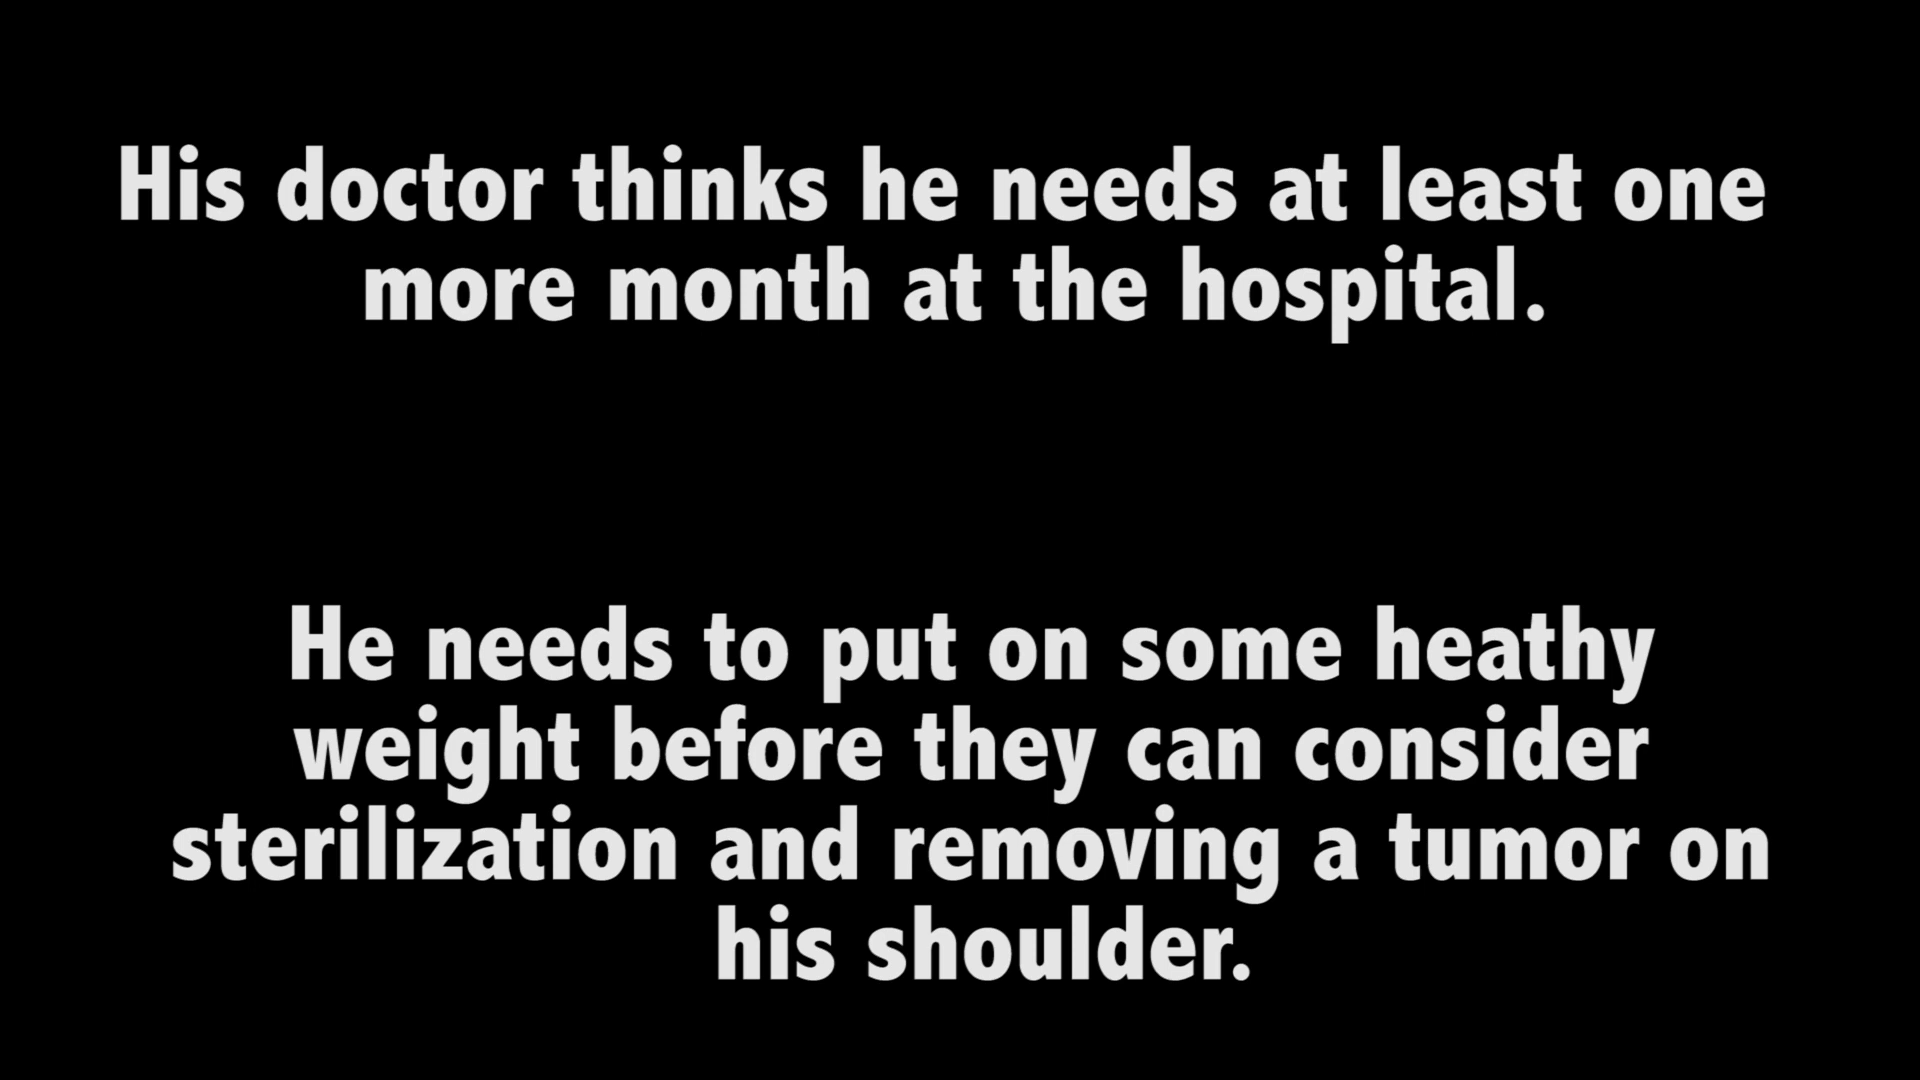 His doctor thinks he needs at least one
more month at the hospital.
He needs to put on some heathy
weight before they can consider
sterilization and removing a tumor on
his shoulder.